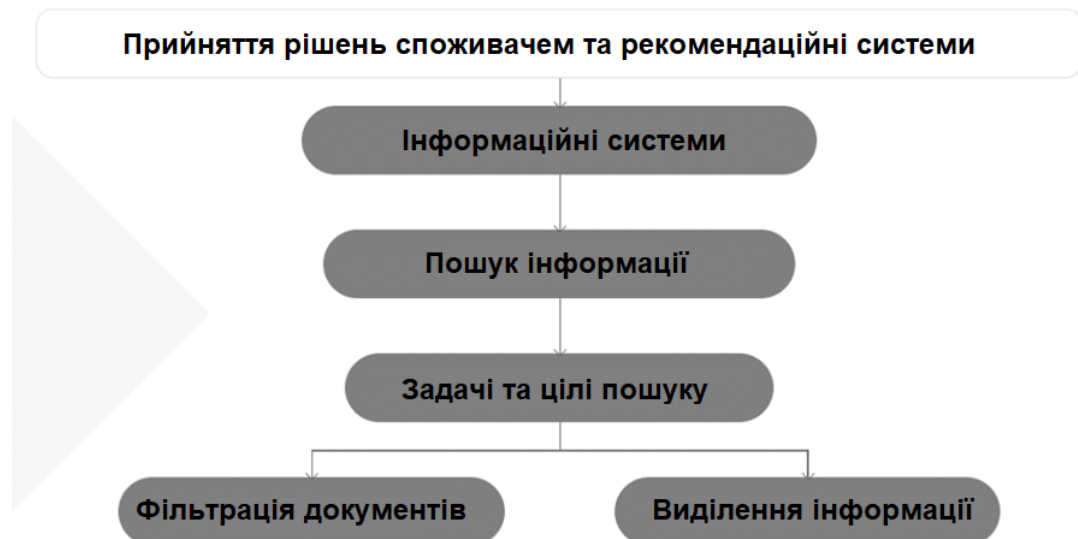 Прийняття рішень споживачем та рекомендаційні системи
Інформаційні системи
Пошук інформації
Задачі та цілі пошуку
Фільтрація документів
Виділення інформації